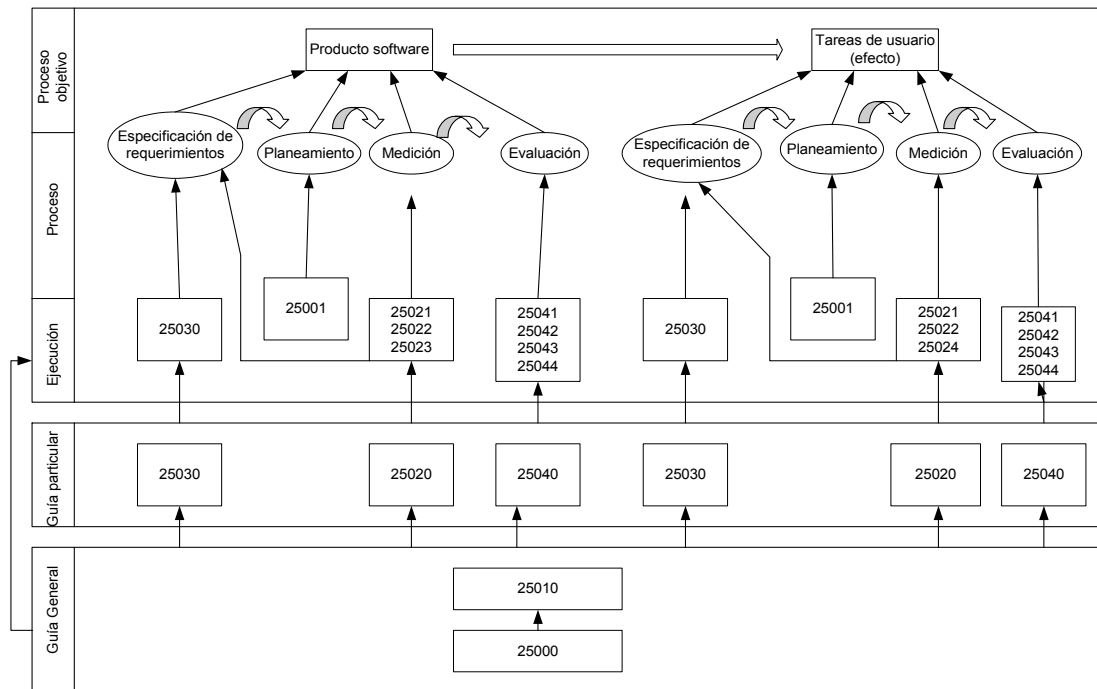 Proceso
objetivo
Producto software
Tareas de usuario
(efecto)
Proceso
Especificación de
requerimientos
Planeamiento
Medición
Evaluación
Especificación de
requerimientos
Planeamiento
Medición
Evaluación
Ejecución
25030
25001
25021
25022
25023
25041
25042
25043
25044
25030
25001
25021
25022
25024
25041
25042
25043
25044
Guía particular
25030
25020
25040
25030
25020
25040
Guía General
25010
25000